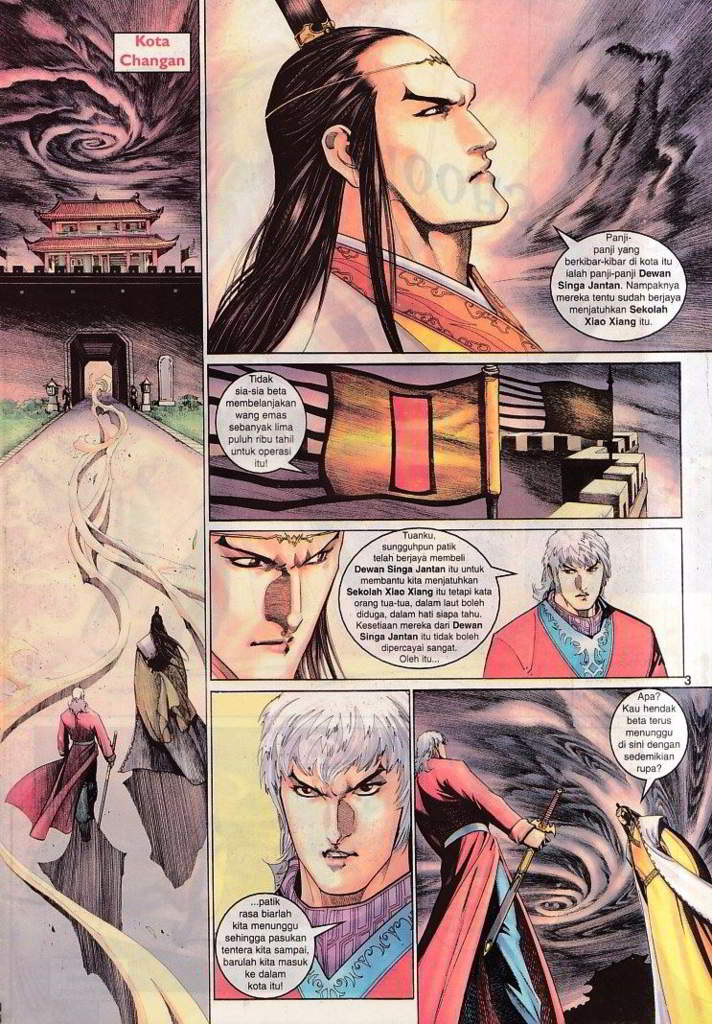 Kota
Changan
Panji-
panji yang
berkibar-kibar di kota itu
ialah panji-panji Dewan
Singa Jantan. Nampaknya
mereka tentu sudah berjaya
menjatuhkan Sekolah
Xiao Xiang itu.
Tidak
sia-sia beta
membelanjakan
wang emas
sebanyak lima
puluh ribu tahil
untuk operasi
itu!
Tuanku,
sungguhpun patik
telah berjaya membeli
Dewan Singa Jantan itu untuk
membantu kita menjatuhkan
Sekolah Xiao Xiang itu tetapi kata
orang tua-tua, dalam laut boleh
diduga, dalam hati siapa tahu.
Kesetiaan mereka dari Dewan
Singa Jantan itu tidak boleh
dipercayai sangat.
Oleh itu...
3
...patik
rasa biarlah
kita menunggu
sehingga pasukan
tentera kita sampai,
barulah kita masuk
ke dalam
kota itu!
Apa?
Kau hendak
beta terus
menunggu
di sini dengan
sedemikian
rupa?